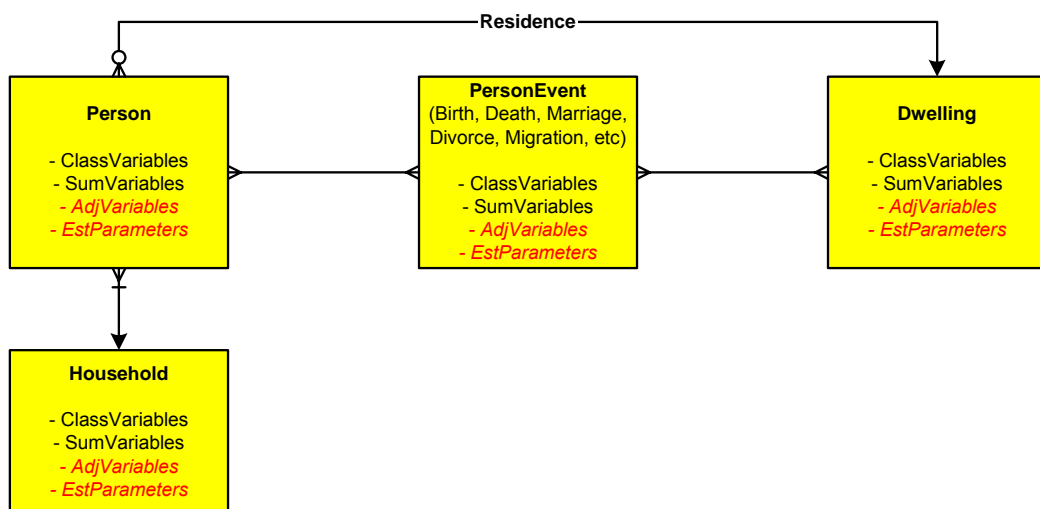 Residence
Person
- ClassVariables
- SumVariables
- AdjVariables
- EstParameters
PersonEvent
(Birth, Death, Marriage,
Divorce, Migration, etc)
- ClassVariables
- SumVariables
- AdjVariables
- EstParameters
Dwelling
- ClassVariables
- SumVariables
- AdjVariables
- EstParameters
Household
- ClassVariables
- SumVariables
- AdjVariables
- EstParameters